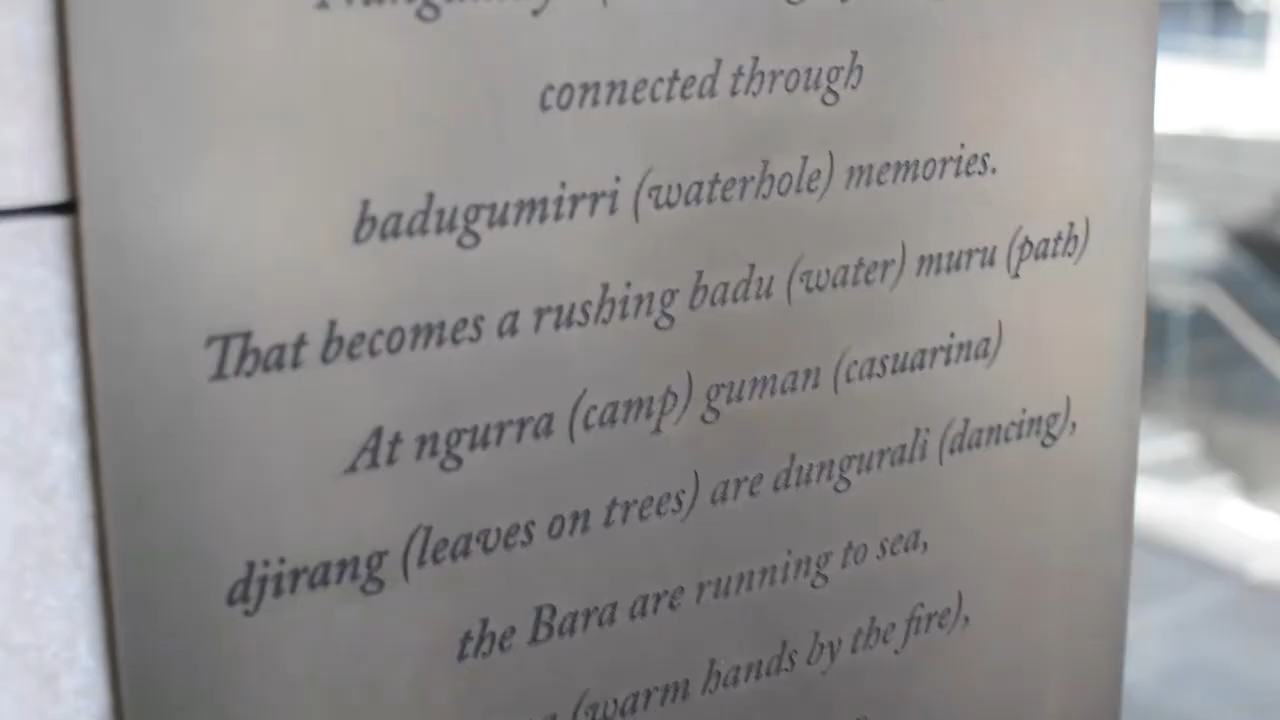 connected through
badugumirri (waterhole) memories.
That becomes a rushing badu (water) muru (path)
At ngurra (camp) guman (casuarina)
djirang (leaves on trees) are dungurali (dancing),
the Bara are running to sea,
(warm hands by the fire),